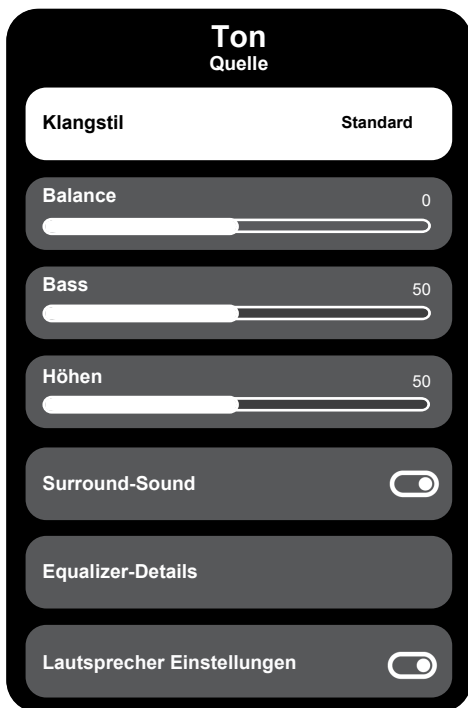 Ton
Quelle
Klangstil Standard
Balance 0
Bass 50
Höhen 50
Surround-Sound
Equalizer-Details
Lautsprecher Einstellungen